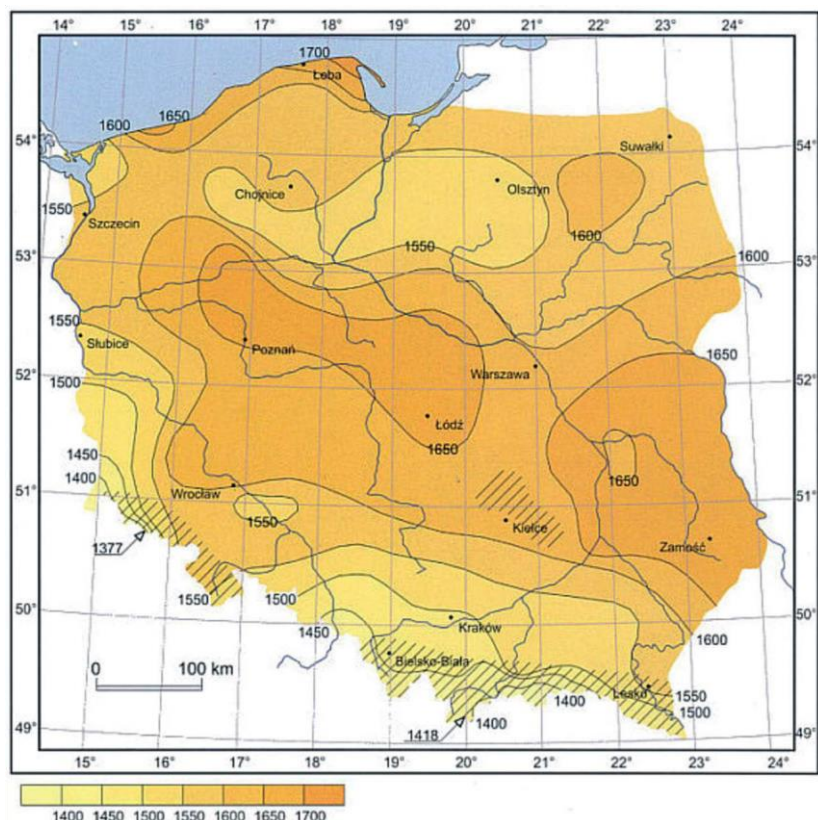 14° 15° 16° 17° 18° 19° 20° 21° 22° 23° 24°
1700
Łeba
1650
1600
54° 54°
Suwałki
Chojnice
Olsztyn
1550
Szczecin
1600
1550
53° 1600 53°
1550
Słubice
Poznań
1650
Warszawa
52° 52°
1500
Łódź
1650
1450
1650
1400
51° 51°
Wrocław
1550
Kielce
Zamość
1377
1550
1500
50° 50°
Kraków
1450
1600
0 100 km
Bielsko-Biała
Lesko
1550
1400
1400
1500
49° 49°
1418
15° 16° 17° 18° 19° 20° 21° 22° 23° 24°
1400 1450 1500 1550 1600 1650 1700